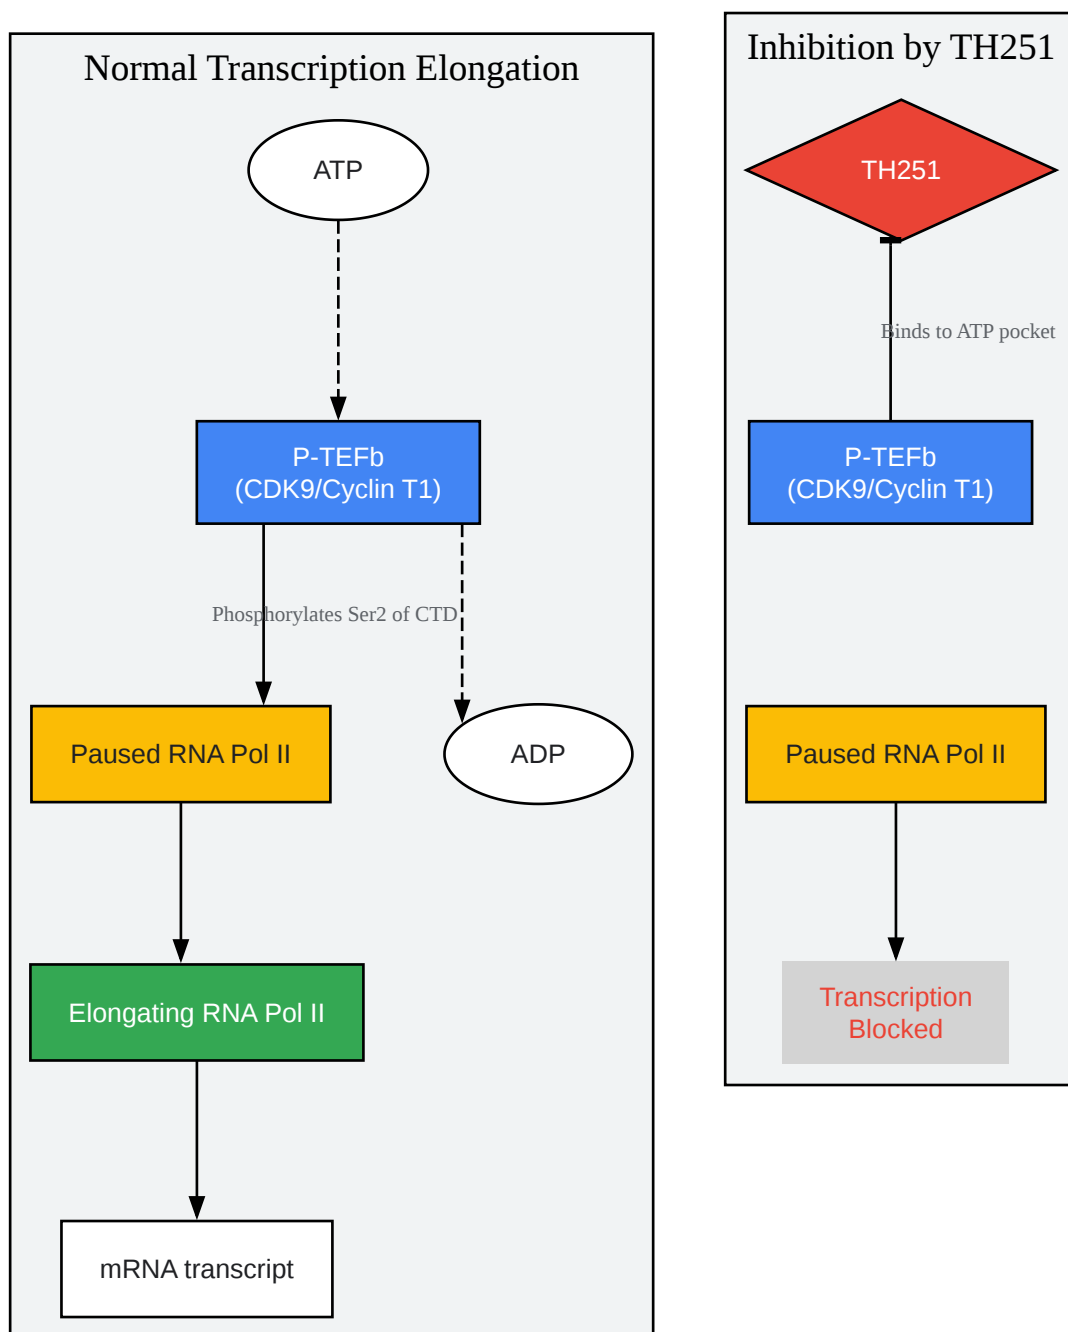 Normal Transcription Elongation
ATP
P-TEFb
(CDK9/Cyclin T1)
Phosphorylates Ser2 of CTD
Paused RNA Pol II
ADP
Elongating RNA Pol II
mRNA transcript
Inhibition by TH251
TH251
Binds to ATP pocket
P-TEFb
(CDK9/Cyclin T1)
Paused RNA Pol II
Transcription
Blocked